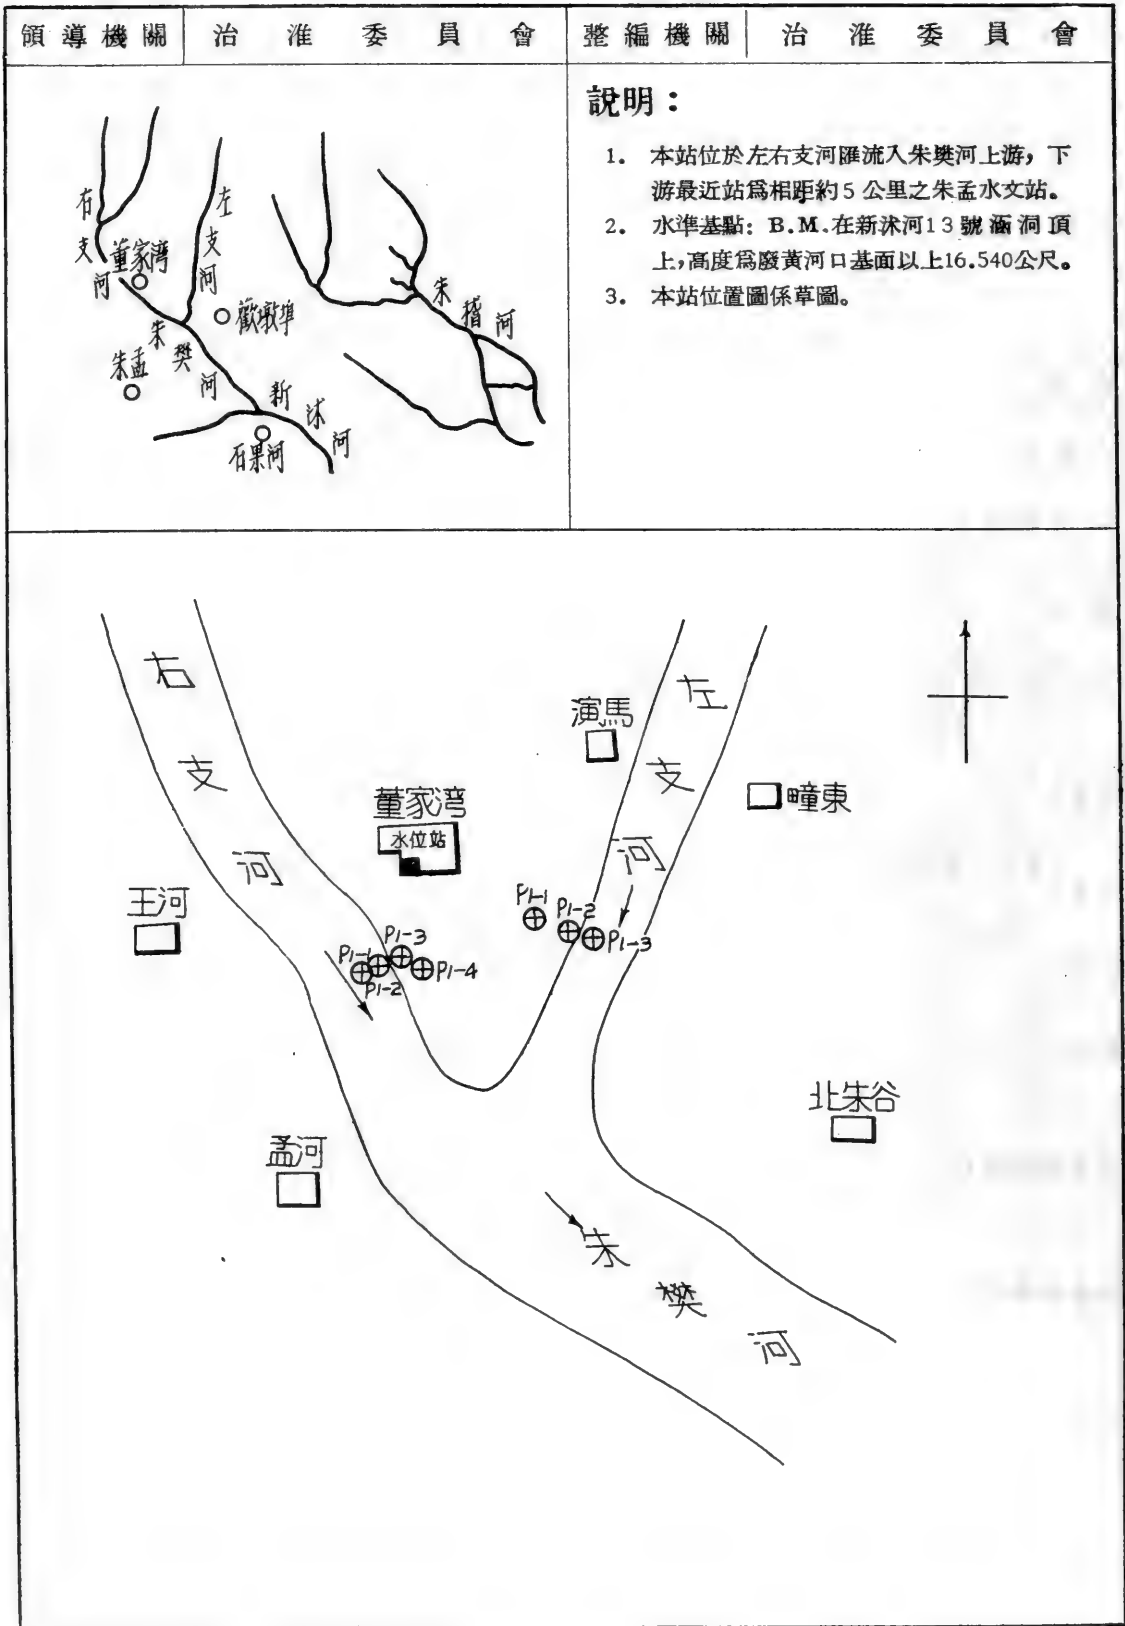 領導機關 治淮委員會 整編機關 治淮委員會
說明：
1. 本站位於左右支河匯流入朱樊河上游，下
游最近站爲相距約5公里之朱孟水文站。
2. 水準基點：B.M.在新沭河13號涵洞頂
上，高度爲廢黃河口基面以上16.540公尺。
3. 本站位置圖係草圖。
右支河
左支河
董家湾
歡墩埠
朱樊河
朱孟
新沭河
石果河
朱稽河
右支河
左支河
演馬
疃東
董家湾
水位站
王河
P1-1
P1-2
P1-3
P1-4
P1-1
P1-2
P1-3
北朱谷
孟河
朱樊河